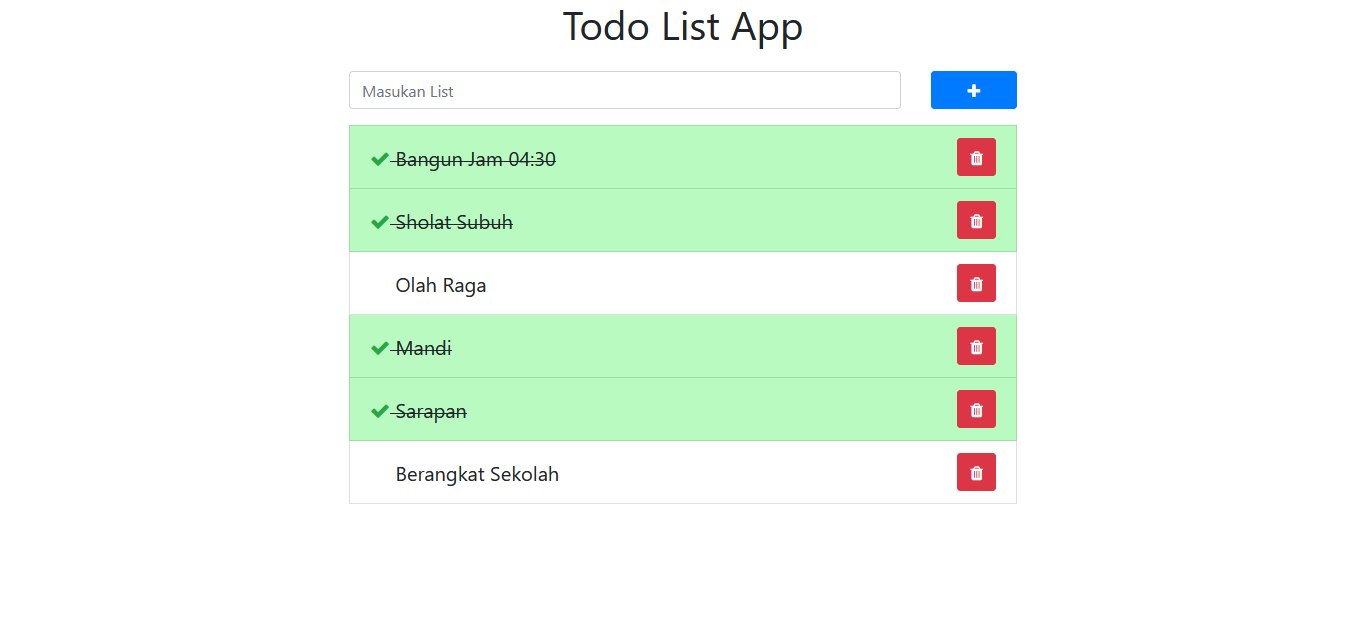 Todo List App
Masukan List
Bangun Jam 04:30
Sholat Subuh
Olah Raga
Mandi
Sarapan
Berangkat Sekolah